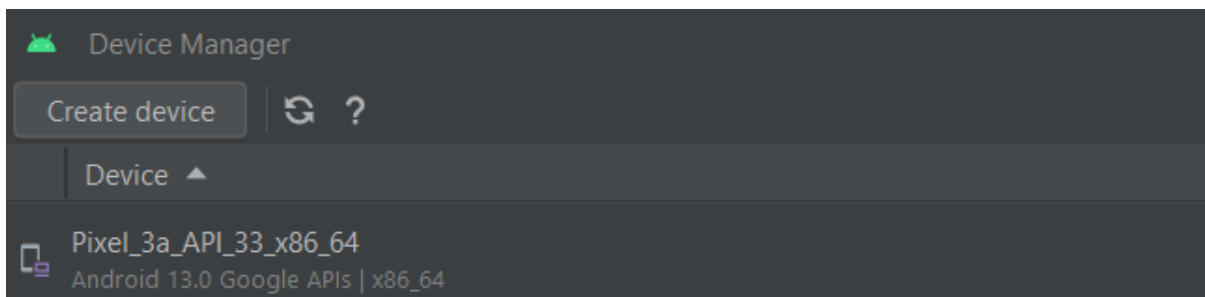 Device Manager
Create device ?
Device
Pixel_3a_API_33_x86_64
Android 13.0 Google APIs | x86_64